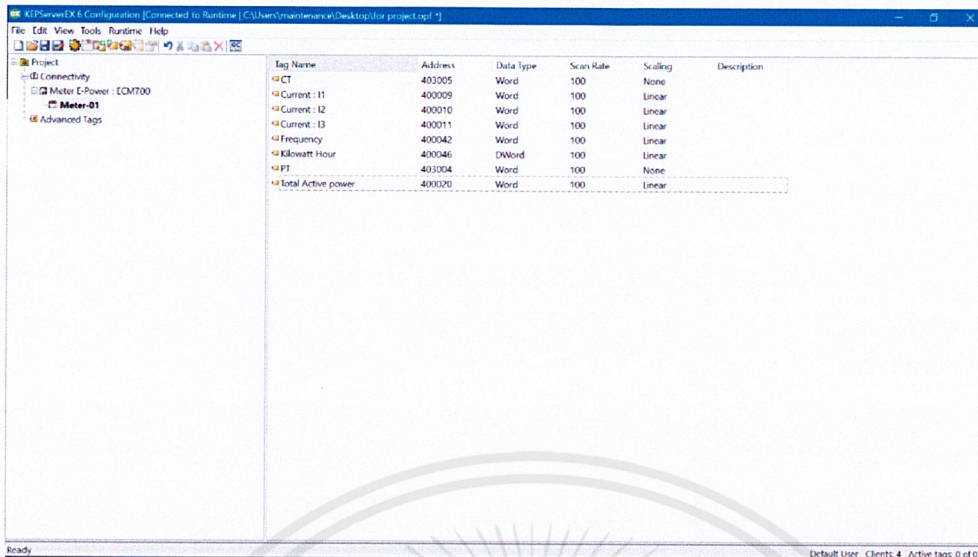 KEPServerEX 6 Configuration [Connected to Runtime | C:\Users\maintenance\Desktop\for project.opf *]
File Edit View Tools Runtime Help
Project
Connectivity
Meter E-Power : ECM700
Meter-01
Advanced Tags
Tag Name Address Data Type Scan Rate Scaling Description
CT 403005 Word 100 None
Current : I1 400009 Word 100 Linear
Current : I2 400010 Word 100 Linear
Current : I3 400011 Word 100 Linear
Frequency 400042 Word 100 Linear
Kilowatt Hour 400046 DWord 100 Linear
PT 403004 Word 100 None
Total Active power 400020 Word 100 Linear
Ready
Default User Clients: 4 Active tags: 0 of